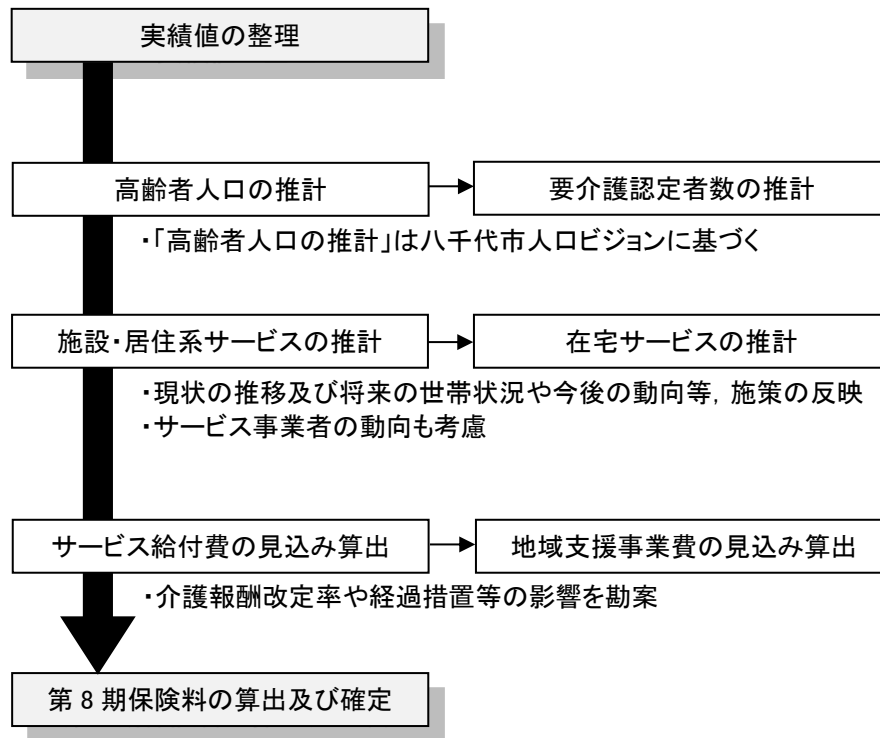 実績値の整理
高齢者人口の推計
要介護認定者数の推計
・「高齢者人口の推計」は八千代市人口ビジョンに基づく
施設・居住系サービスの推計
在宅サービスの推計
・現状の推移及び将来の世帯状況や今後の動向等，施策の反映
・サービス事業者の動向も考慮
サービス給付費の見込み算出
地域支援事業費の見込み算出
・介護報酬改定率や経過措置等の影響を勘案
第 8 期保険料の算出及び確定